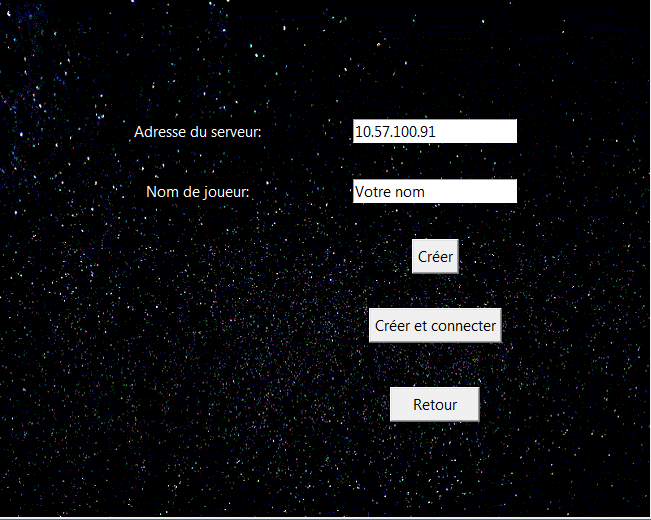 Adresse du serveur: 10.57.100.91
Nom de joueur: Votre nom
Créer
Créer et connecter
Retour